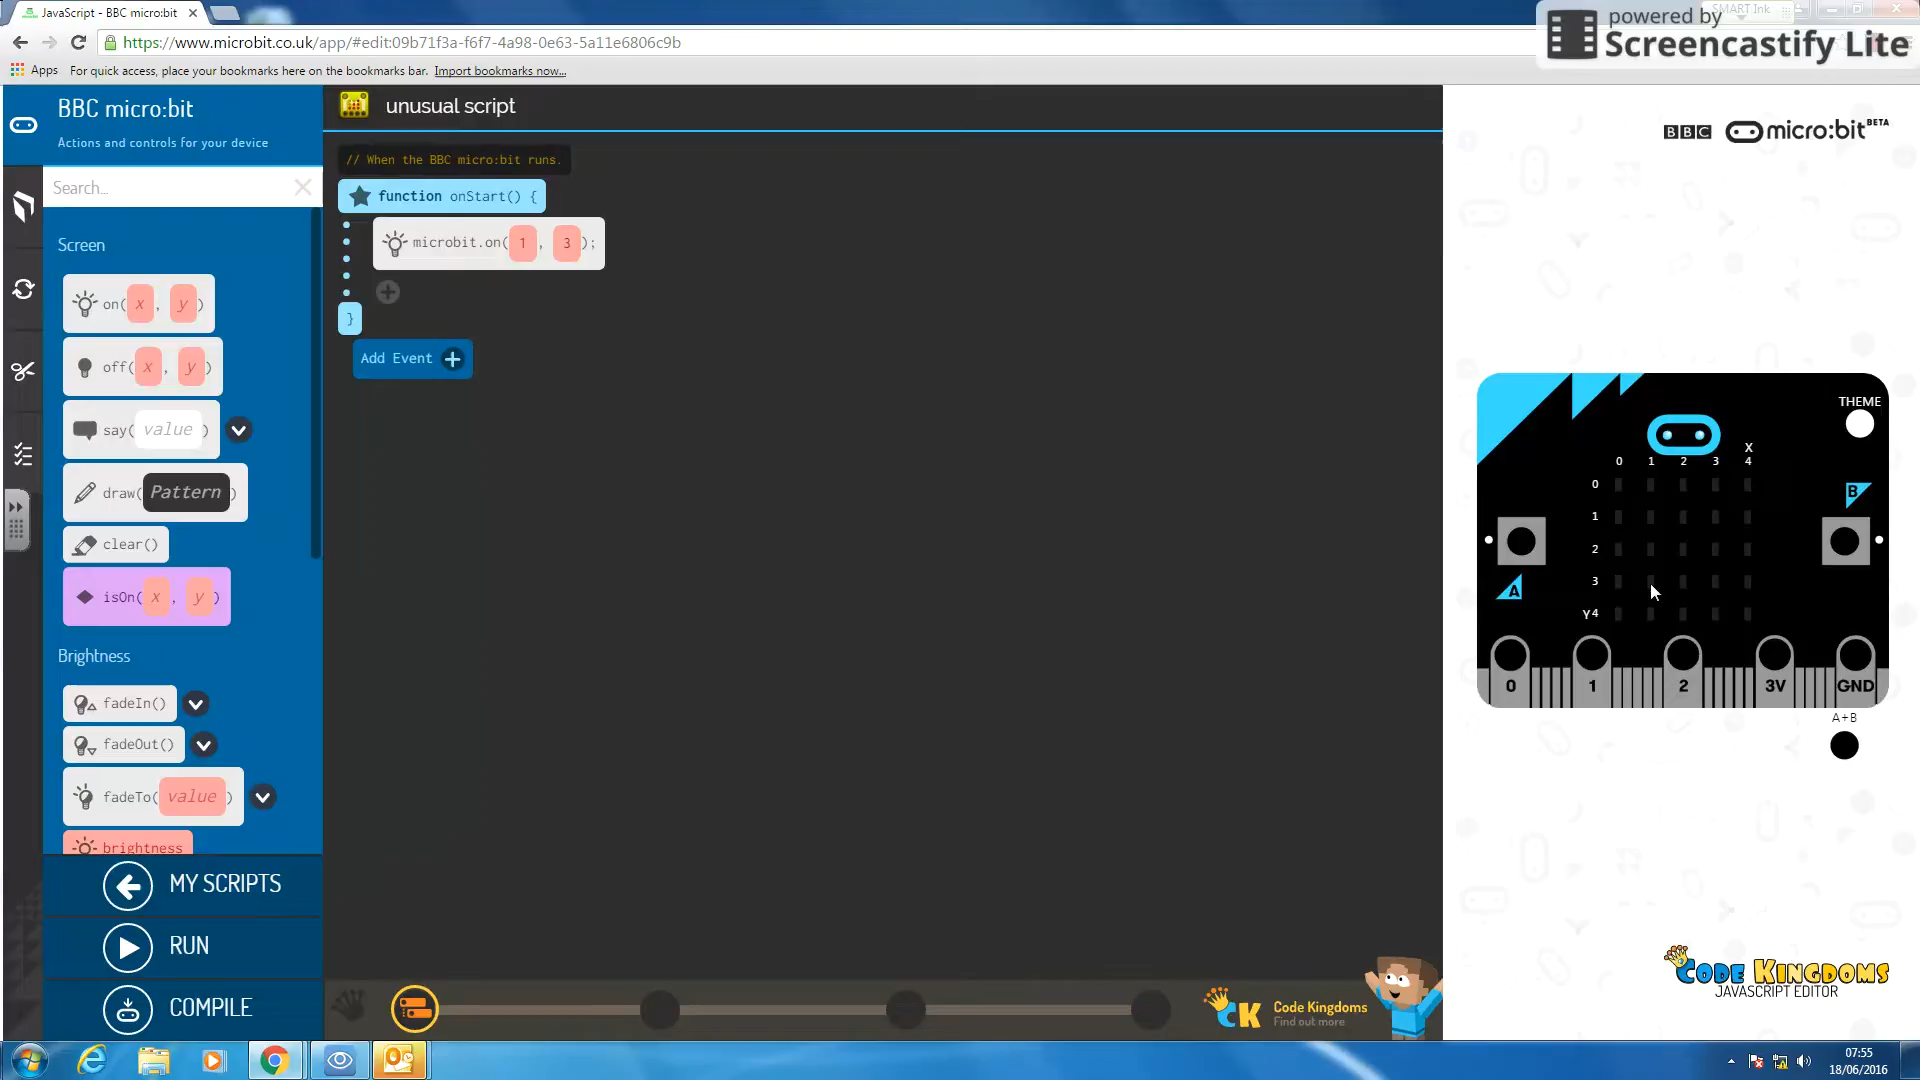 JavaScript - BBC micro:bit
SMART Ink
powered by
Screencastify Lite
https://www.microbit.co.uk/app/#edit:09b71f3a-f6f7-4a98-0e63-5a11e6806c9b
Apps For quick access, place your bookmarks here on the bookmarks bar. Import bookmarks now...
BBC micro:bit
Actions and controls for your device
Search...
Screen
on( x , y )
off( x , y )
say( value )
draw( Pattern )
clear()
isOn( x , y )
Brightness
fadeIn()
fadeOut()
fadeTo( value )
brightness
MY SCRIPTS
RUN
COMPILE
unusual script
// When the BBC micro:bit runs.
function onStart() {
microbit.on( 1 , 3 );
}
Add Event
CK Code Kingdoms
Find out more
BBC micro:bit BETA
THEME
X
0 1 2 3 4
0
1
2
3
Y4
B
A
0 1 2 3V GND
A+B
CODE KINGDOMS
JAVASCRIPT EDITOR
07:55
18/06/2016